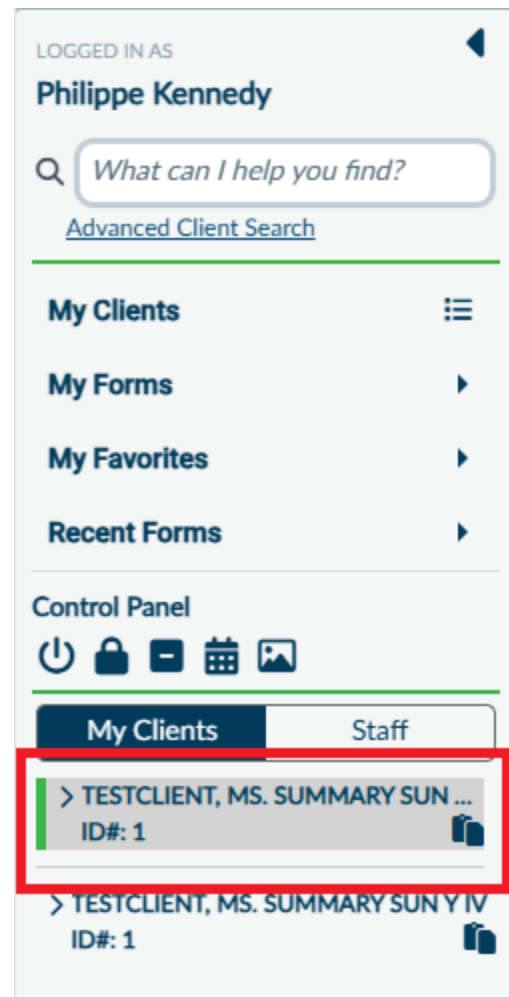 LOGGED IN AS
Philippe Kennedy
What can I help you find?
Advanced Client Search
My Clients
My Forms
My Favorites
Recent Forms
Control Panel
My Clients Staff
TESTCLIENT, MS. SUMMARY SUN ...
ID#: 1
TESTCLIENT, MS. SUMMARY SUN Y IV
ID#: 1